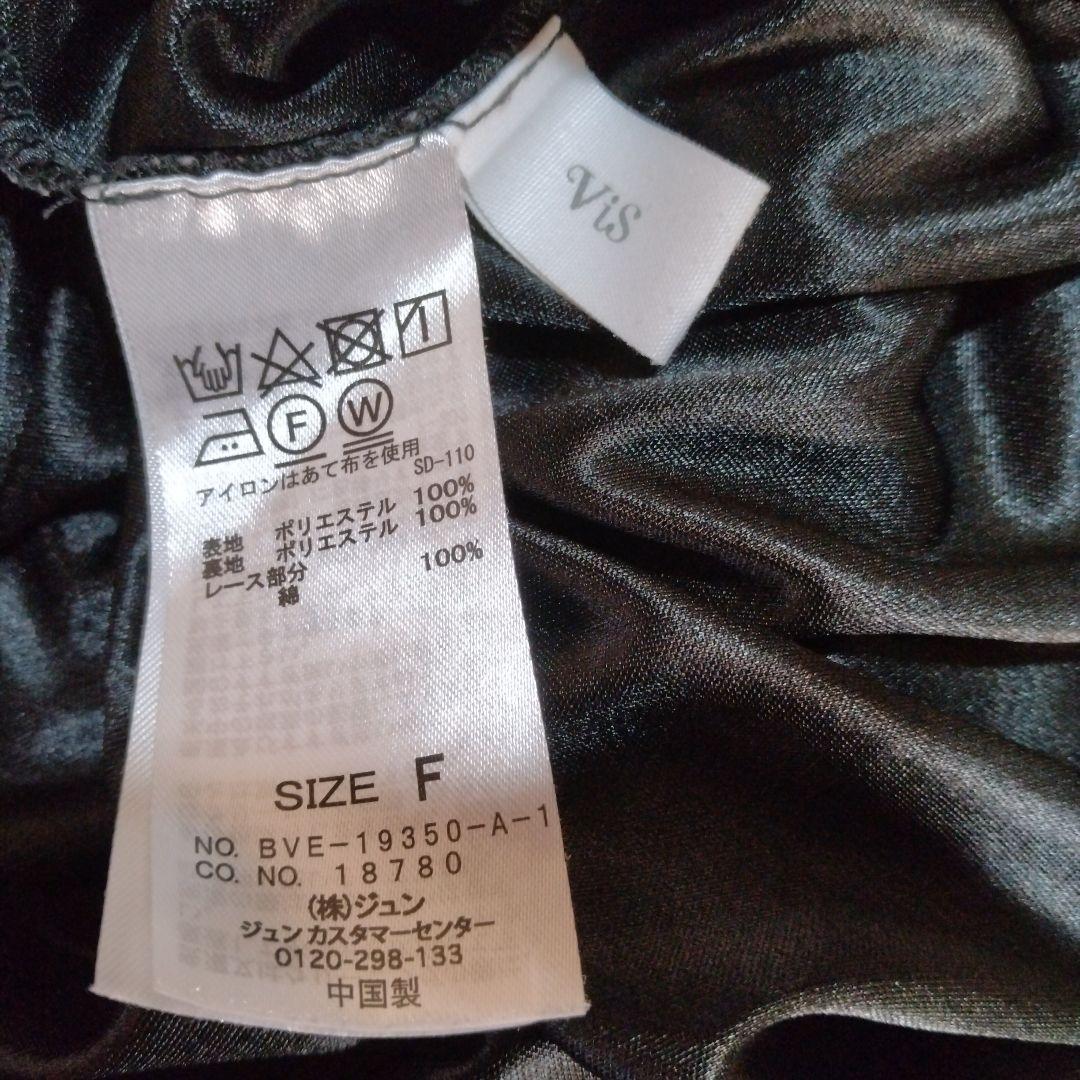 ViS
F W
アイロンはあて布を使用 SD-110
表地 ポリエステル 100%
裏地 ポリエステル 100%
レース部分
綿 100%
SIZE F
NO. BVE-19350-A-1
CO. NO. 18780
(株)ジュン
ジュンカスタマーセンター
0120-298-133
中国製